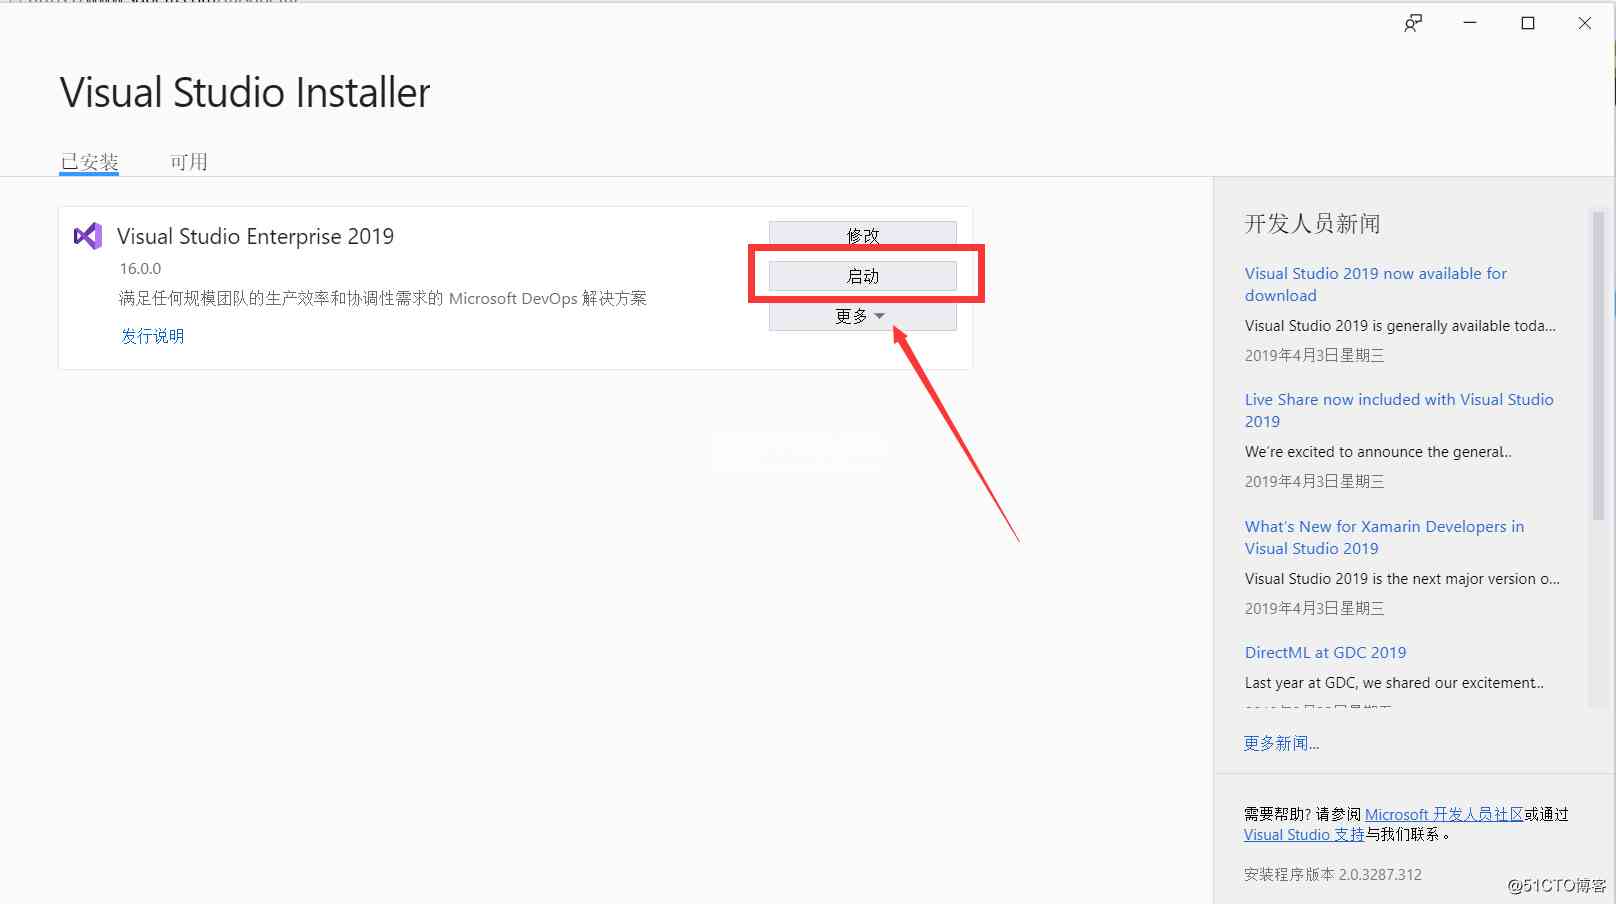 Visual Studio Installer
已安装
可用
Visual Studio Enterprise 2019
16.0.0
满足任何规模团队的生产效率和协调性需求的 Microsoft DevOps 解决方案
发行说明
修改
启动
更多
开发人员新闻
Visual Studio 2019 now available for
download
Visual Studio 2019 is generally available toda...
2019年4月3日星期三
Live Share now included with Visual Studio
2019
We're excited to announce the general...
2019年4月3日星期三
What's New for Xamarin Developers in
Visual Studio 2019
Visual Studio 2019 is the next major version o...
2019年4月3日星期三
DirectML at GDC 2019
Last year at GDC, we shared our excitement...
更多新闻...
需要帮助? 请参阅 Microsoft 开发人员社区或通过
Visual Studio 支持与我们联系。
安装程序版本 2.0.3287.312
@51CTO博客